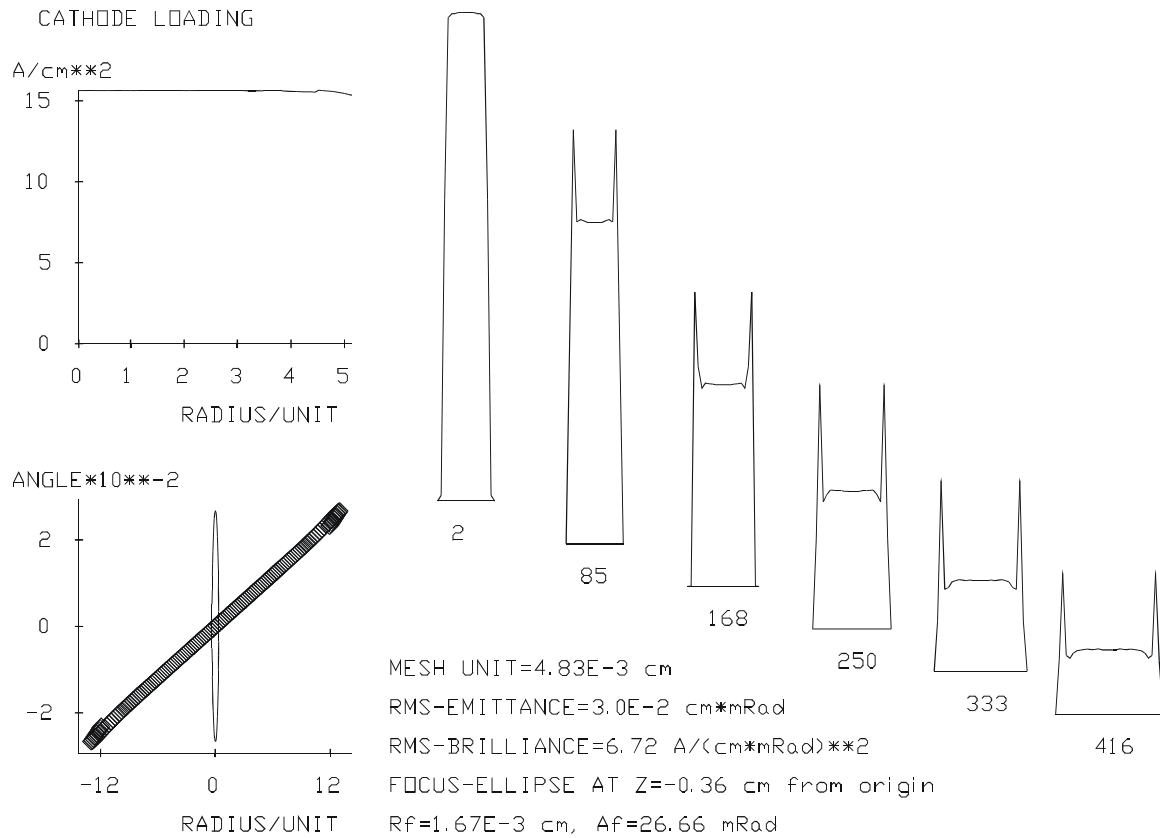 CATHODE LOADING
A/cm**2
15
10
5
0
0 1 2 3 4 5
RADIUS/UNIT
2
85
168
250
333
416
ANGLE*10**-2
2
0
-2
-12 0 12
RADIUS/UNIT
MESH UNIT=4.83E-3 cm
RMS-EMITTANCE=3.0E-2 cm*mRad
RMS-BRILLIANCE=6.72 A/(cm*mRad)**2
FOCUS-ELLIPSE AT Z=-0.36 cm from origin
Rf=1.67E-3 cm, Af=26.66 mRad